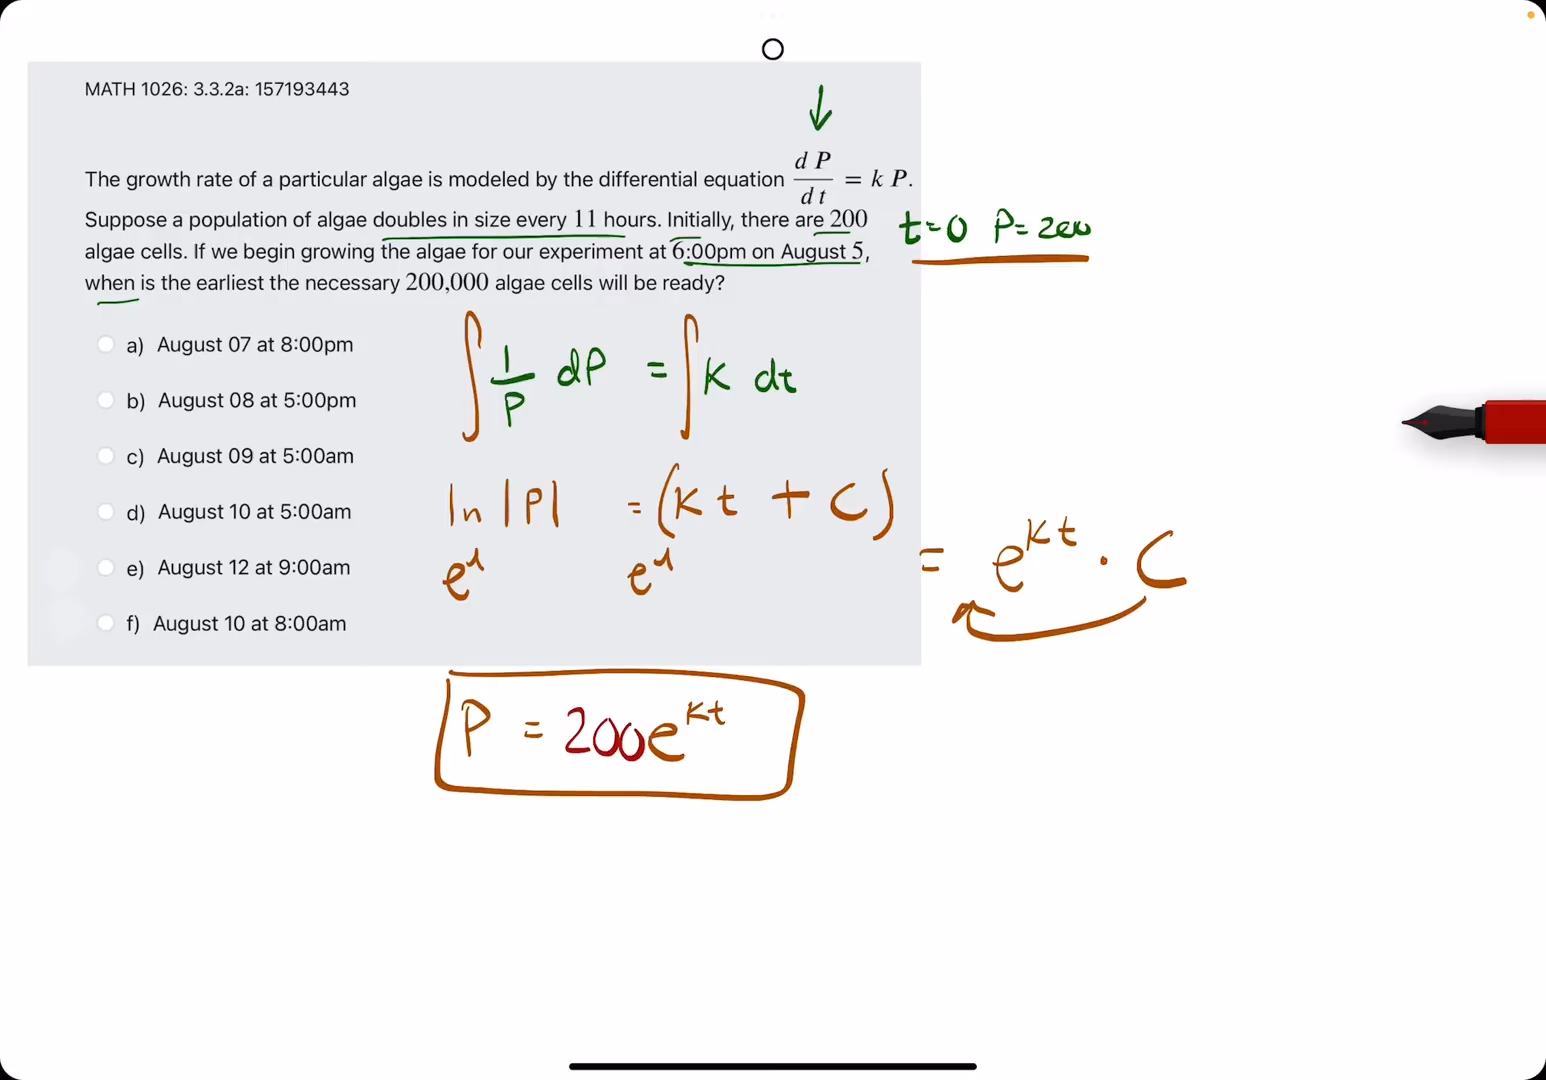 MATH 1026: 3.3.2a: 157193443
The growth rate of a particular algae is modeled by the differential equation dP/dt = k P.
Suppose a population of algae doubles in size every 11 hours. Initially, there are 200
algae cells. If we begin growing the algae for our experiment at 6:00pm on August 5,
when is the earliest the necessary 200,000 algae cells will be ready?
t=0 P=200
a) August 07 at 8:00pm
b) August 08 at 5:00pm
c) August 09 at 5:00am
d) August 10 at 5:00am
e) August 12 at 9:00am
f) August 10 at 8:00am
∫ 1/P dP = ∫ K dt
ln |P| = (Kt + C)
e e = e^Kt · C
P = 200e^Kt